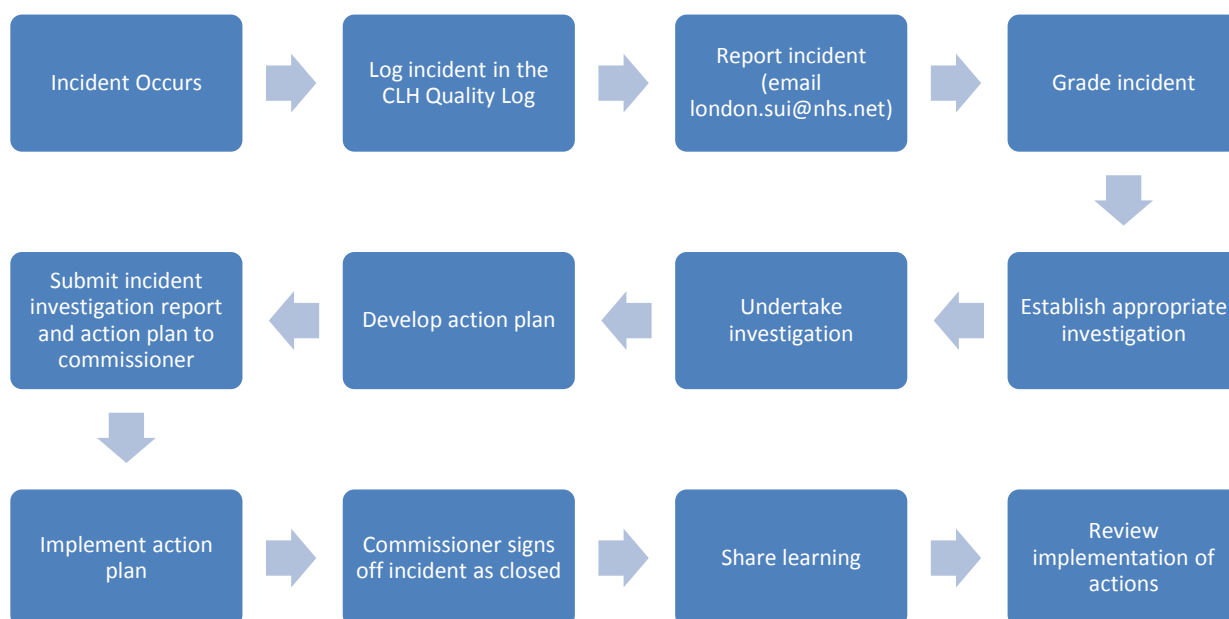 Incident Occurs
Log incident in the
CLH Quality Log
Report incident
(email
london.sui@nhs.net)
Grade incident
Establish appropriate
investigation
Undertake
investigation
Develop action plan
Submit incident
investigation report
and action plan to
commissioner
Implement action
plan
Commissioner signs
off incident as closed
Share learning
Review
implementation of
actions